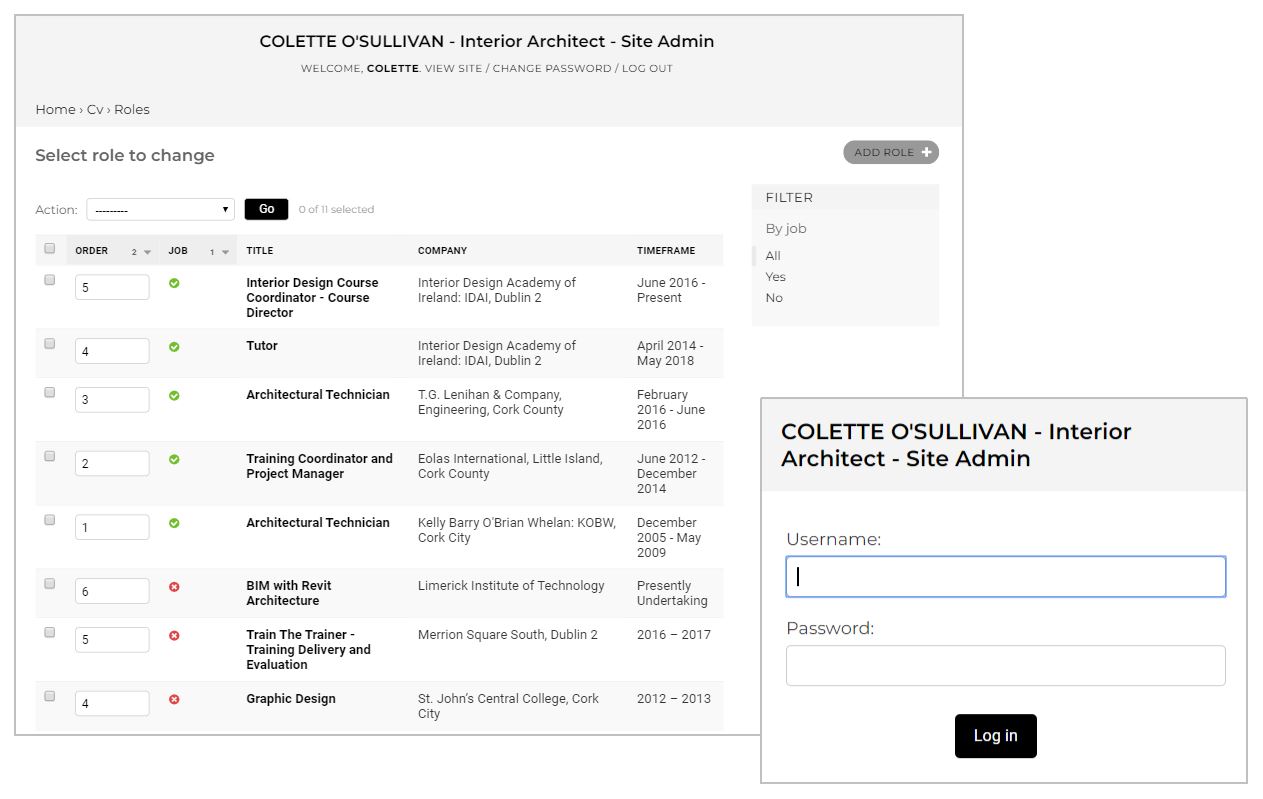 COLETTE O'SULLIVAN - Interior Architect - Site Admin
WELCOME, COLETTE. VIEW SITE / CHANGE PASSWORD / LOG OUT
Home › Cv › Roles
Select role to change
ADD ROLE
Action: --------- Go 0 of 11 selected
ORDER 2 JOB 1 TITLE COMPANY TIMEFRAME
5 Interior Design Course Interior Design Academy of June 2016 -
Coordinator - Course Ireland: IDAI, Dublin 2 Present
Director
4 Tutor Interior Design Academy of April 2014 -
Ireland: IDAI, Dublin 2 May 2018
3 Architectural Technician T.G. Lenihan & Company, February
Engineering, Cork County 2016 - June
2016
2 Training Coordinator and Eolas International, Little Island, June 2012 -
Project Manager Cork County December
2014
1 Architectural Technician Kelly Barry O'Brian Whelan: KOBW, December
Cork City 2005 - May
2009
6 BIM with Revit Limerick Institute of Technology Presently
Architecture Undertaking
5 Train The Trainer - Merrion Square South, Dublin 2 2016 – 2017
Training Delivery and
Evaluation
4 Graphic Design St. John’s Central College, Cork 2012 – 2013
City
FILTER
By job
All
Yes
No
COLETTE O'SULLIVAN - Interior
Architect - Site Admin
Username:
Password:
Log in